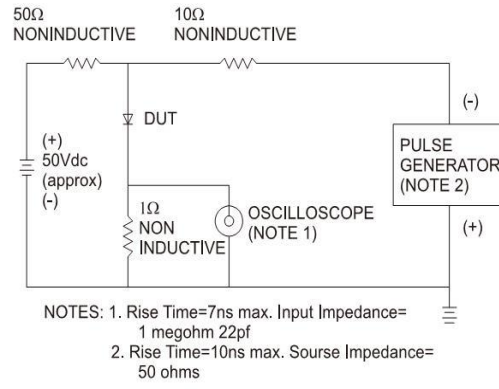 50Ω
NONINDUCTIVE
10Ω
NONINDUCTIVE
(+)
50Vdc
(approx)
(-)
DUT
1Ω
NON
INDUCTIVE
OSCILLOSCOPE
(NOTE 1)
(-)
PULSE
GENERATOR
(NOTE 2)
(+)
NOTES: 1. Rise Time=7ns max. Input Impedance=
1 megohm 22pf
2. Rise Time=10ns max. Sourse Impedance=
50 ohms